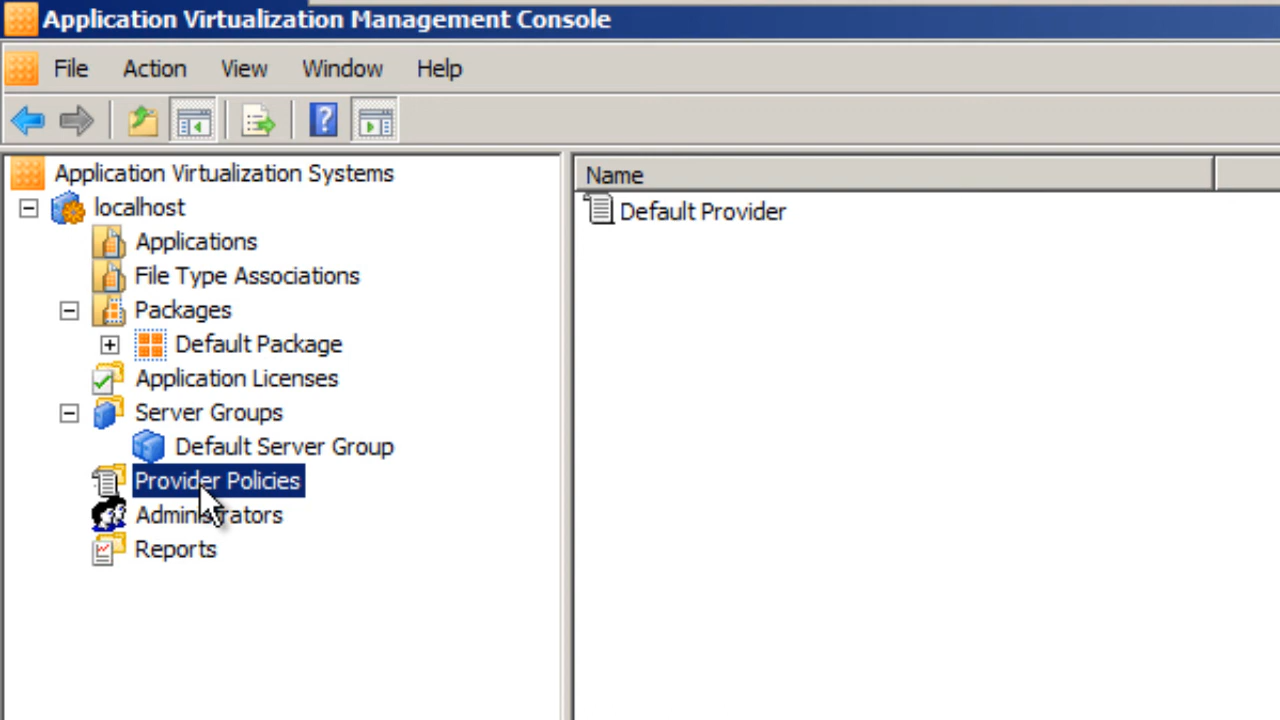 Application Virtualization Management Console
File Action View Window Help
Application Virtualization Systems
localhost
Applications
File Type Associations
Packages
Default Package
Application Licenses
Server Groups
Default Server Group
Provider Policies
Administrators
Reports
Name
Default Provider